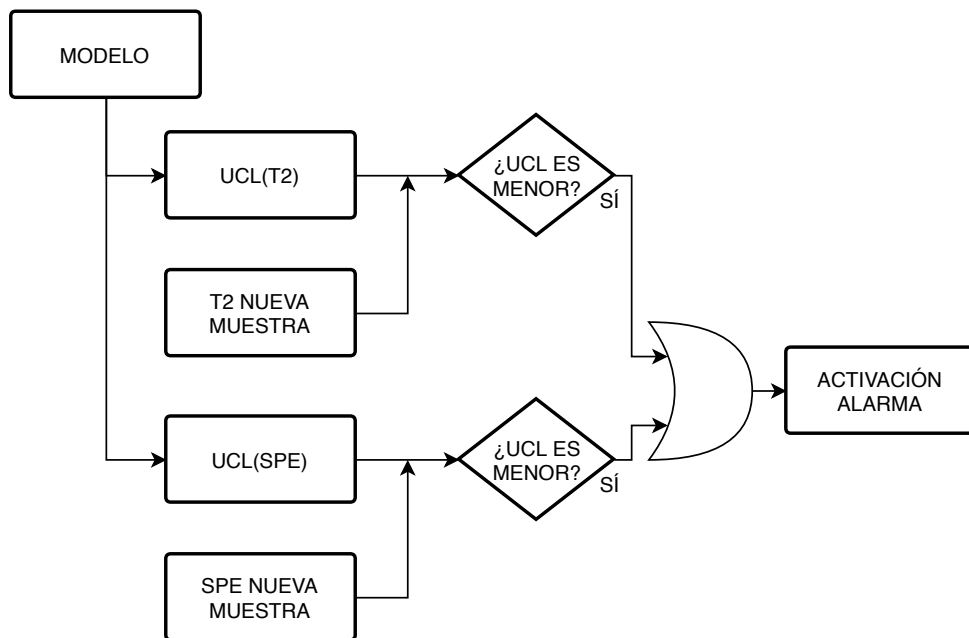 MODELO
UCL(T2)
¿UCL ES
MENOR?
SÍ
T2 NUEVA
MUESTRA
ACTIVACIÓN
ALARMA
UCL(SPE)
¿UCL ES
MENOR?
SÍ
SPE NUEVA
MUESTRA